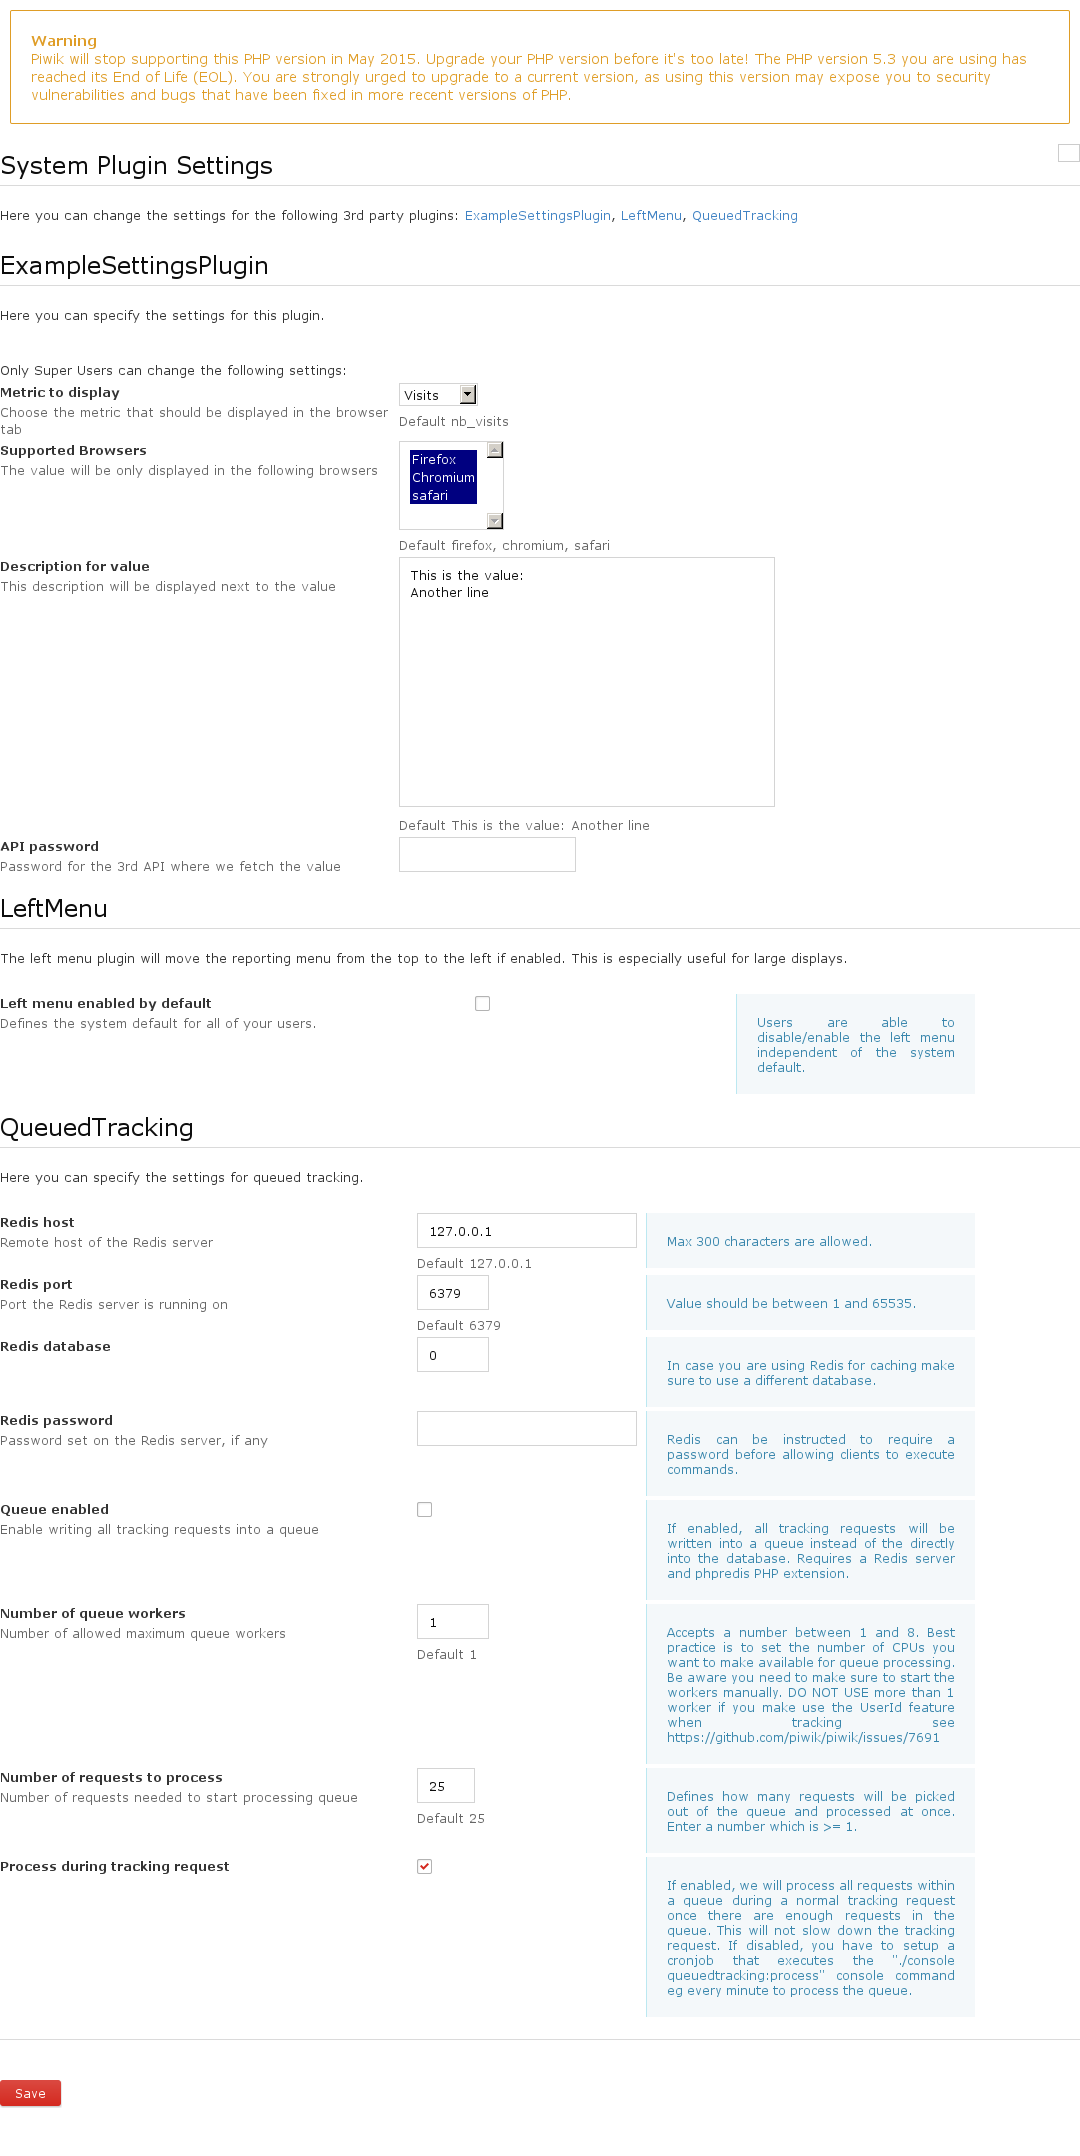 Warning
Piwik will stop supporting this PHP version in May 2015. Upgrade your PHP version before it's too late! The PHP version 5.3 you are using has
reached its End of Life (EOL). You are strongly urged to upgrade to a current version, as using this version may expose you to security
vulnerabilities and bugs that have been fixed in more recent versions of PHP.
System Plugin Settings
Here you can change the settings for the following 3rd party plugins: ExampleSettingsPlugin, LeftMenu, QueuedTracking
ExampleSettingsPlugin
Here you can specify the settings for this plugin.
Only Super Users can change the following settings:
Metric to display
Choose the metric that should be displayed in the browser
tab
Visits
Default nb_visits
Supported Browsers
The value will be only displayed in the following browsers
Firefox
Chromium
safari
Default firefox, chromium, safari
Description for value
This description will be displayed next to the value
This is the value:
Another line
Default This is the value: Another line
API password
Password for the 3rd API where we fetch the value
LeftMenu
The left menu plugin will move the reporting menu from the top to the left if enabled. This is especially useful for large displays.
Left menu enabled by default
Defines the system default for all of your users.
Users are able to
disable/enable the left menu
independent of the system
default.
QueuedTracking
Here you can specify the settings for queued tracking.
Redis host
Remote host of the Redis server
127.0.0.1
Default 127.0.0.1
Max 300 characters are allowed.
Redis port
Port the Redis server is running on
6379
Default 6379
Value should be between 1 and 65535.
Redis database
0
In case you are using Redis for caching make
sure to use a different database.
Redis password
Password set on the Redis server, if any
Redis can be instructed to require a
password before allowing clients to execute
commands.
Queue enabled
Enable writing all tracking requests into a queue
If enabled, all tracking requests will be
written into a queue instead of the directly
into the database. Requires a Redis server
and phpredis PHP extension.
Number of queue workers
Number of allowed maximum queue workers
1
Default 1
Accepts a number between 1 and 8. Best
practice is to set the number of CPUs you
want to make available for queue processing.
Be aware you need to make sure to start the
workers manually. DO NOT USE more than 1
worker if you make use the UserId feature
when tracking see
https://github.com/piwik/piwik/issues/7691
Number of requests to process
Number of requests needed to start processing queue
25
Default 25
Defines how many requests will be picked
out of the queue and processed at once.
Enter a number which is >= 1.
Process during tracking request
If enabled, we will process all requests within
a queue during a normal tracking request
once there are enough requests in the
queue. This will not slow down the tracking
request. If disabled, you have to setup a
cronjob that executes the "./console
queuedtracking:process" console command
eg every minute to process the queue.
Save